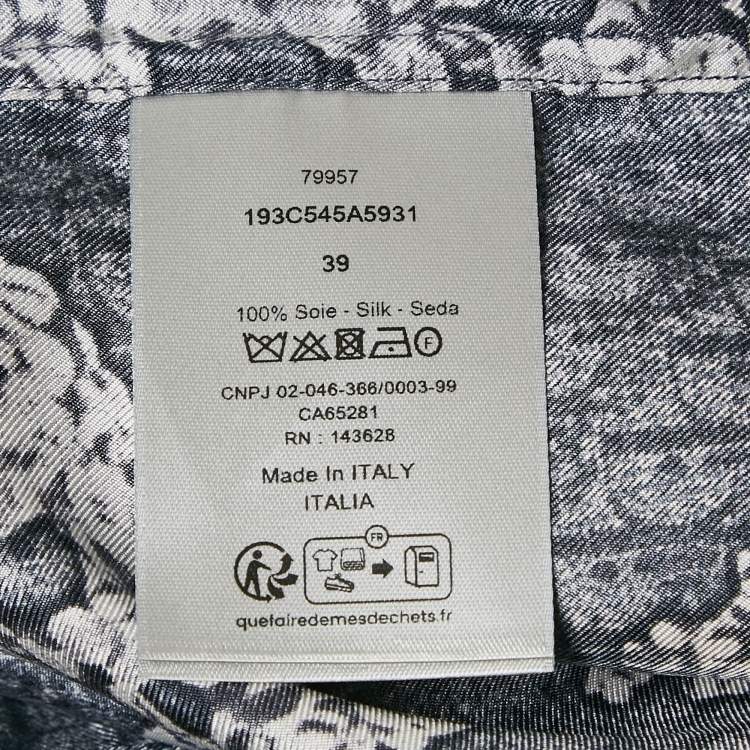 79957
193C545A5931
39
100% Soie - Silk - Seda
F
CNPJ 02-046-366/0003-99
CA65281
RN : 143628
Made In ITALY
ITALIA
FR
quefairedemesdechets.fr